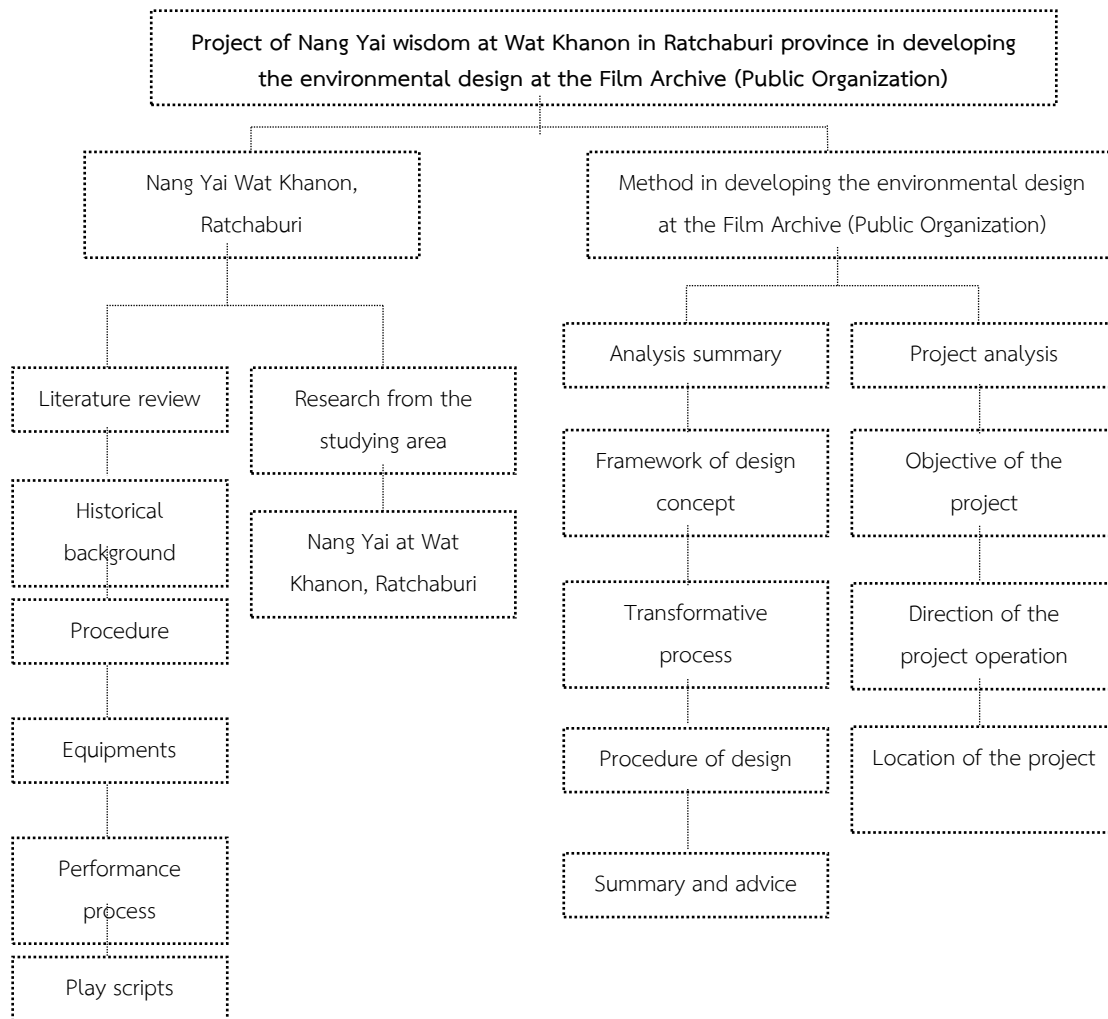 Project of Nang Yai wisdom at Wat Khanon in Ratchaburi province in developing
the environmental design at the Film Archive (Public Organization)
Nang Yai Wat Khanon,
Ratchaburi
Method in developing the environmental design
at the Film Archive (Public Organization)
Literature review
Historical
background
Procedure
Equipments
Performance
process
Play scripts
Research from the
studying area
Nang Yai at Wat
Khanon, Ratchaburi
Analysis summary
Framework of design
concept
Transformative
process
Procedure of design
Summary and advice
Project analysis
Objective of the
project
Direction of the
project operation
Location of the project